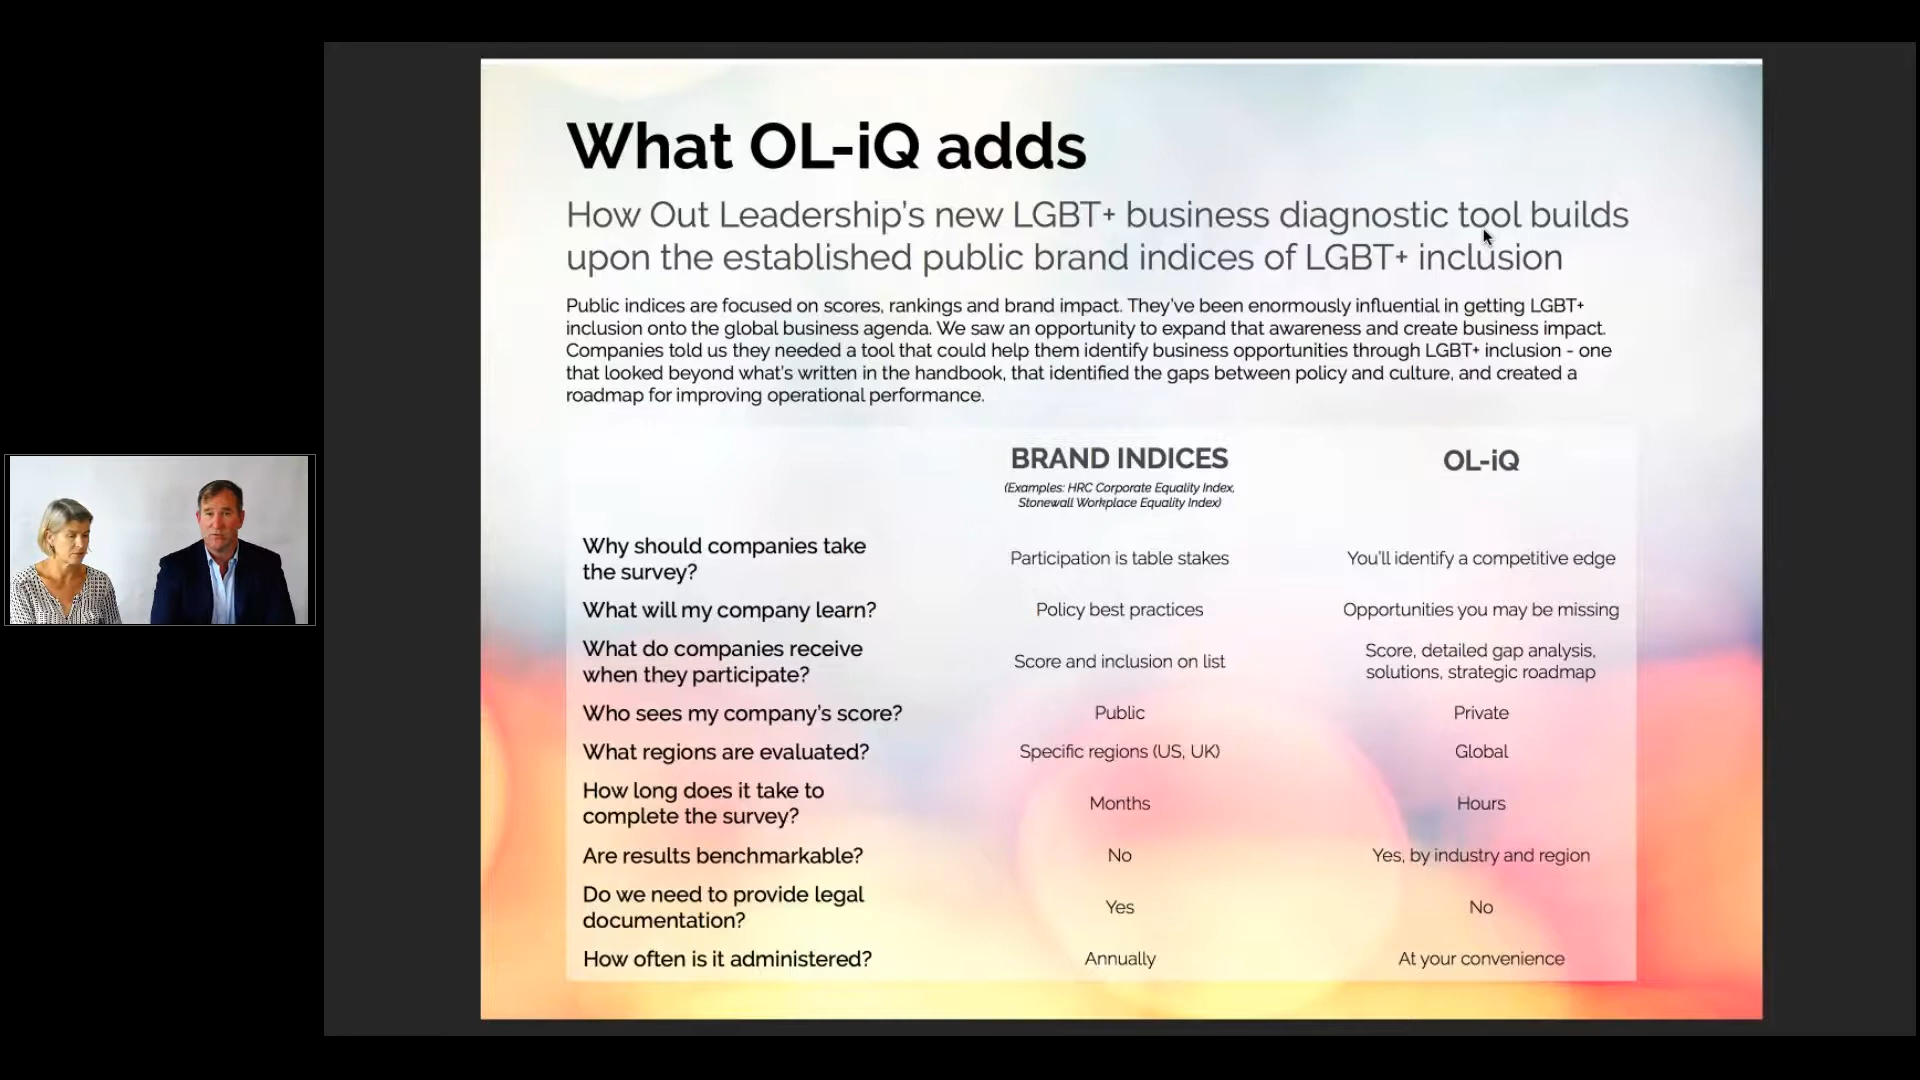 What OL-iQ adds
How Out Leadership's new LGBT+ business diagnostic tool builds
upon the established public brand indices of LGBT+ inclusion
Public indices are focused on scores, rankings and brand impact. They've been enormously influential in getting LGBT+
inclusion onto the global business agenda. We saw an opportunity to expand that awareness and create business impact.
Companies told us they needed a tool that could help them identify business opportunities through LGBT+ inclusion - one
that looked beyond what's written in the handbook, that identified the gaps between policy and culture, and created a
roadmap for improving operational performance.
BRAND INDICES
(Examples: HRC Corporate Equality Index,
Stonewall Workplace Equality Index)
OL-iQ
Why should companies take
the survey?
Participation is table stakes
You'll identify a competitive edge
What will my company learn?
Policy best practices
Opportunities you may be missing
What do companies receive
when they participate?
Score and inclusion on list
Score, detailed gap analysis,
solutions, strategic roadmap
Who sees my company's score?
Public
Private
What regions are evaluated?
Specific regions (US, UK)
Global
How long does it take to
complete the survey?
Months
Hours
Are results benchmarkable?
No
Yes, by industry and region
Do we need to provide legal
documentation?
Yes
No
How often is it administered?
Annually
At your convenience